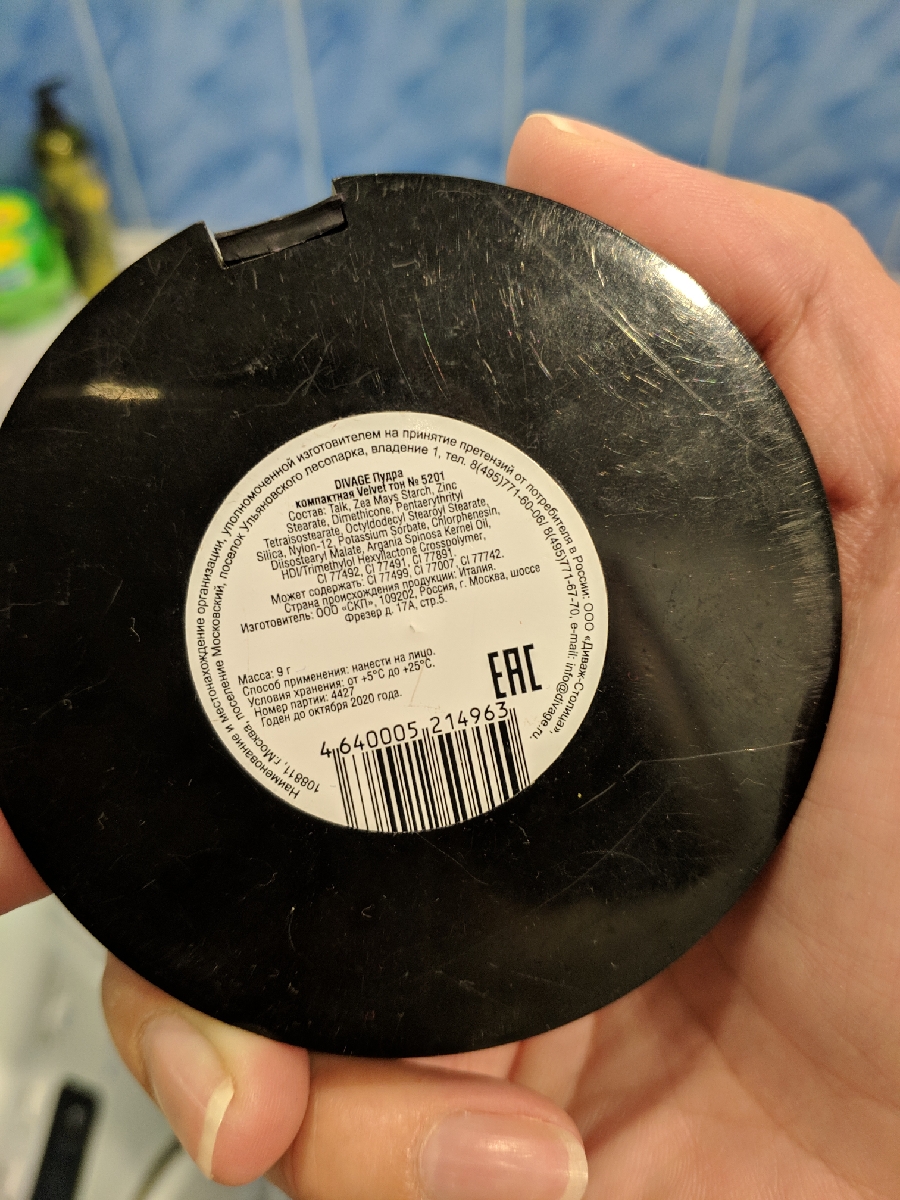 Наименование и местонахождение организации, уполномоченной изготовителем на принятие претензий от потребителя в России: ООО «Диваж-Столица»,
108811, г.Москва, поселение Московский, поселок Ульяновского лесопарка, владение 1, тел. 8(495)771-60-06/ 8(495)771-67-70, e-mail: info@divage.ru.
DIVAGE Пудра
компактная Velvet тон № 5201
Состав: Talk, Zea Mays Starch, Zinc
Stearate, Dimethicone, Pentaerythrityl
Tetraisostearate, Octyldodecyl Stearoyl Stearate,
Silica, Nylon-12, Potassium Sorbate, Chlorphenesin,
Diisostearyl Malate, Argania Spinosa Kernel Oil,
HDI/Trimethylol Hexyllactone Crosspolymer,
CI 77492, CI 77491, CI 77891.
Может содержать: CI 77499, CI 77007, CI 77742.
Страна происхождения продукции: Италия.
Изготовитель: ООО «СКП», 109202, Россия, г. Москва, шоссе
Фрезер д. 17А, стр.5.
Масса: 9 г
Способ применения: нанести на лицо.
Условия хранения: от +5°C до +25°C.
Номер партии: 4427
Годен до октября 2020 года.
EAC
4 640005 214963